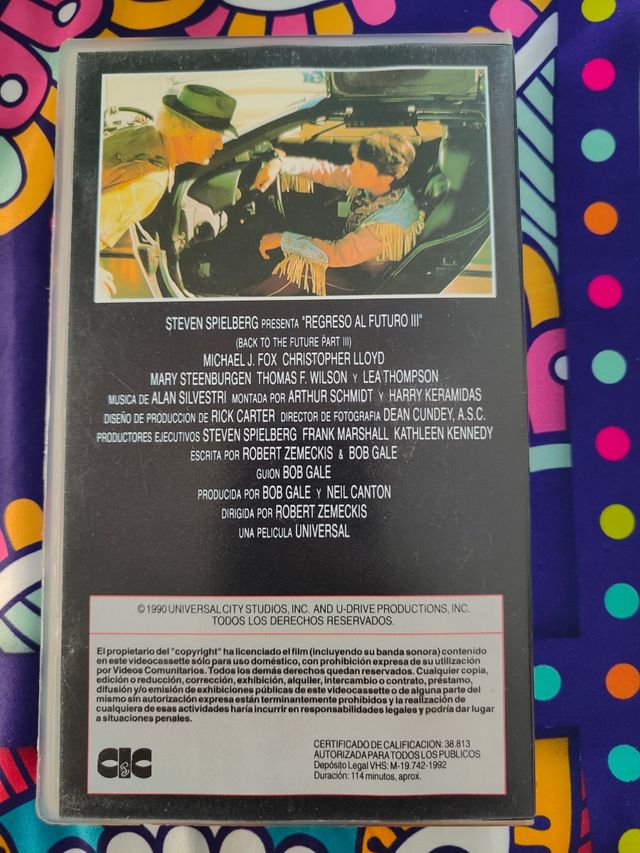 STEVEN SPIELBERG PRESENTA "REGRESO AL FUTURO III"
(BACK TO THE FUTURE PART III)
MICHAEL J. FOX CHRISTOPHER LLOYD
MARY STEENBURGEN THOMAS F. WILSON Y LEA THOMPSON
MUSICA DE ALAN SILVESTRI MONTADA POR ARTHUR SCHMIDT Y HARRY KERAMIDAS
DISEÑO DE PRODUCCION DE RICK CARTER DIRECTOR DE FOTOGRAFIA DEAN CUNDEY, A.S.C.
PRODUCTORES EJECUTIVOS STEVEN SPIELBERG FRANK MARSHALL KATHLEEN KENNEDY
ESCRITA POR ROBERT ZEMECKIS & BOB GALE
GUION BOB GALE
PRODUCIDA POR BOB GALE Y NEIL CANTON
DIRIGIDA POR ROBERT ZEMECKIS
UNA PELICULA UNIVERSAL
© 1990 UNIVERSAL CITY STUDIOS, INC. AND U-DRIVE PRODUCTIONS, INC.
TODOS LOS DERECHOS RESERVADOS.
El propietario del "copyright" ha licenciado el film (incluyendo su banda sonora) contenido
en este videocassette sólo para uso doméstico, con prohibición expresa de su utilización
por Videos Comunitarios. Todos los demás derechos quedan reservados. Cualquier copia,
edición o reducción, corrección, exhibición, alquiler, intercambio o contrato, préstamo,
difusión y/o emisión de exhibiciones públicas de este videocassette o de alguna parte del
mismo sin autorización expresa están terminantemente prohibidos y la realización de
cualquiera de esas actividades haría incurrir en responsabilidades legales y podría dar lugar
a situaciones penales.
CIC
CERTIFICADO DE CALIFICACION: 38.813
AUTORIZADA PARA TODOS LOS PUBLICOS
Depósito Legal VHS: M-19.742-1992
Duración: 114 minutos, aprox.